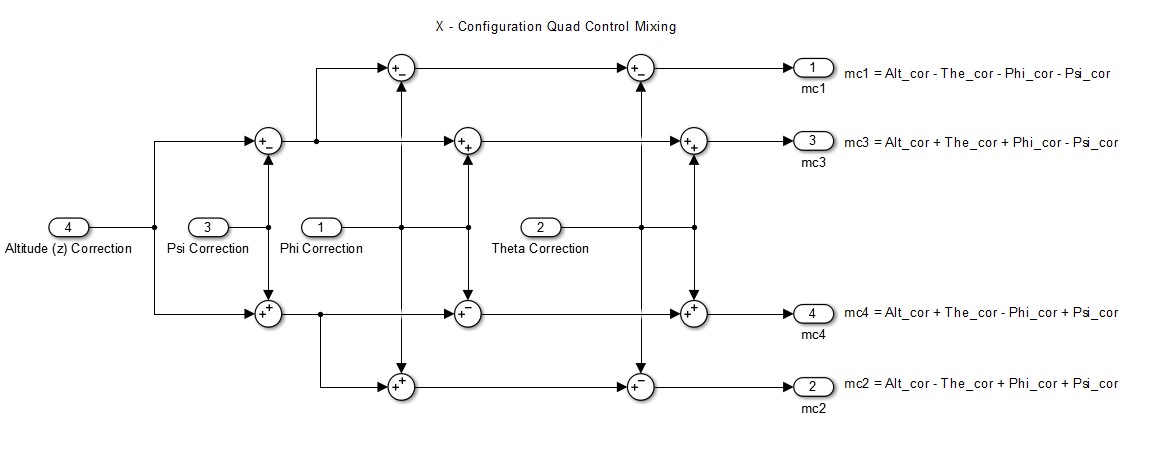 X - Configuration Quad Control Mixing
1
mc1
mc1 = Alt_cor - The_cor - Phi_cor - Psi_cor
3
mc3
mc3 = Alt_cor + The_cor + Phi_cor - Psi_cor
4
Altitude (z) Correction
3
Psi Correction
1
Phi Correction
2
Theta Correction
4
mc4
mc4 = Alt_cor + The_cor - Phi_cor + Psi_cor
2
mc2
mc2 = Alt_cor - The_cor + Phi_cor + Psi_cor